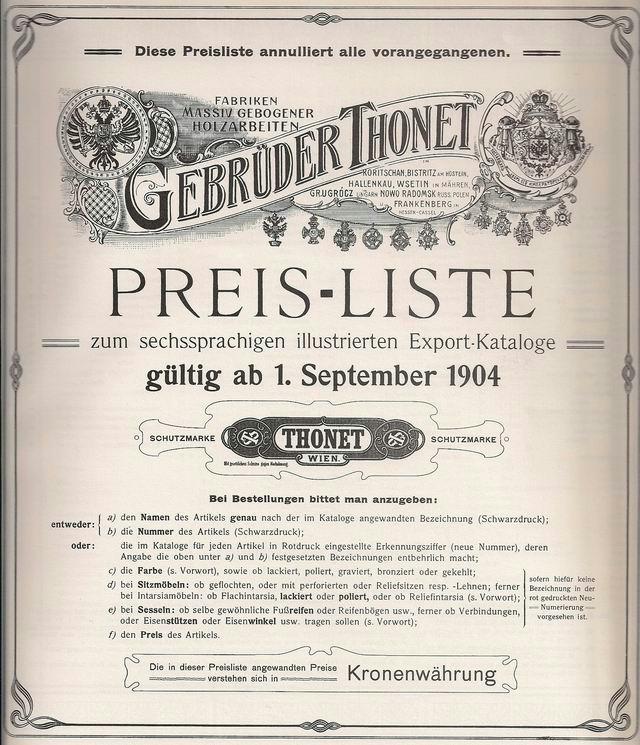 Diese Preisliste annulliert alle vorangegangenen.
FABRIKEN
MASSIV GEBOGENER
HOLZARBEITEN
GEBRÜDER THONET
IN
KORITSCHAN, BISTRITZ AM HOSTEIN,
HALLENKAU, WSETIN IN MÄHREN,
GR. UGRÓCZ UNGARN NOWO RADOMSK RUSS. POLEN
U. FRANKENBERG IN
HESSEN-CASSEL
PREIS-LISTE
zum sechssprachigen illustrierten Export-Kataloge
gültig ab 1. September 1904
SCHUTZMARKE THONET SCHUTZMARKE
WIEN.
Bei Bestellungen bittet man anzugeben:
entweder: a) den Namen des Artikels genau nach der im Kataloge angewandten Bezeichnung (Schwarzdruck);
b) die Nummer des Artikels (Schwarzdruck);
oder: die im Kataloge für jeden Artikel in Rotdruck eingestellte Erkennungsziffer (neue Nummer), deren
Angabe die oben unter a) und b) festgesetzten Bezeichnungen entbehrlich macht;
c) die Farbe (s. Vorwort), sowie ob lackiert, poliert, graviert, bronziert oder gekehlt;
d) bei Sitzmöbeln: ob geflochten, oder mit perforierten oder Reliefsitzen resp. -Lehnen; ferner
bei Intarsiamöbeln: ob Flachintarsia, lackiert oder poliert, oder ob Reliefintarsia (s. Vorwort);
e) bei Sesseln: ob selbe gewöhnliche Fußreifen oder Reifenbögen usw., ferner ob Verbindungen,
oder Eisenstützen oder Eisenwinkel usw. tragen sollen (s. Vorwort);
sofern hiefür keine
Bezeichnung in der
rot gedruckten Neu-
Numerierung
vorgesehen ist.
f) den Preis des Artikels.
Die in dieser Preisliste angewandten Preise
verstehen sich in
Kronenwährung